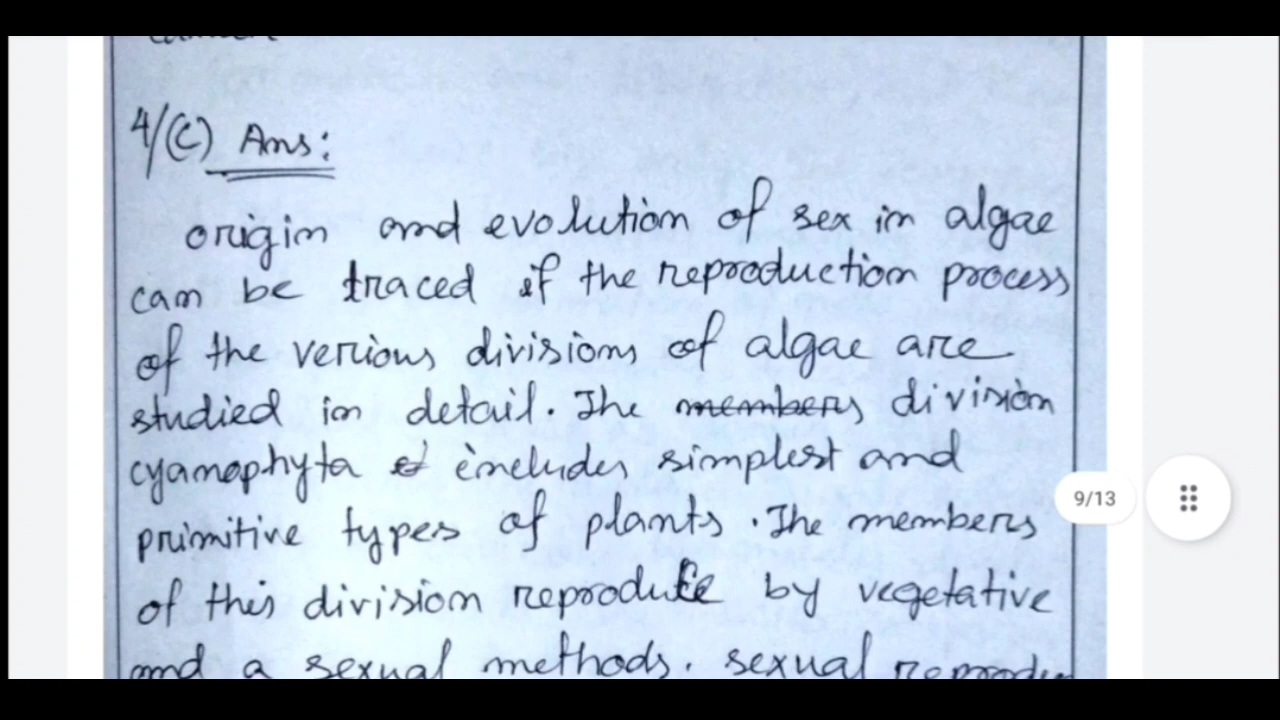 4/(C) Ans:
origin and evolution of sex in algae
can be traced if the reproduction process
of the verious divisions of algae are
studied in detail. The members division
cyanophyta includes simplest and
primitive types of plants. The members
9/13
of this division reproduce by vegetative
and a sexual methods. sexual